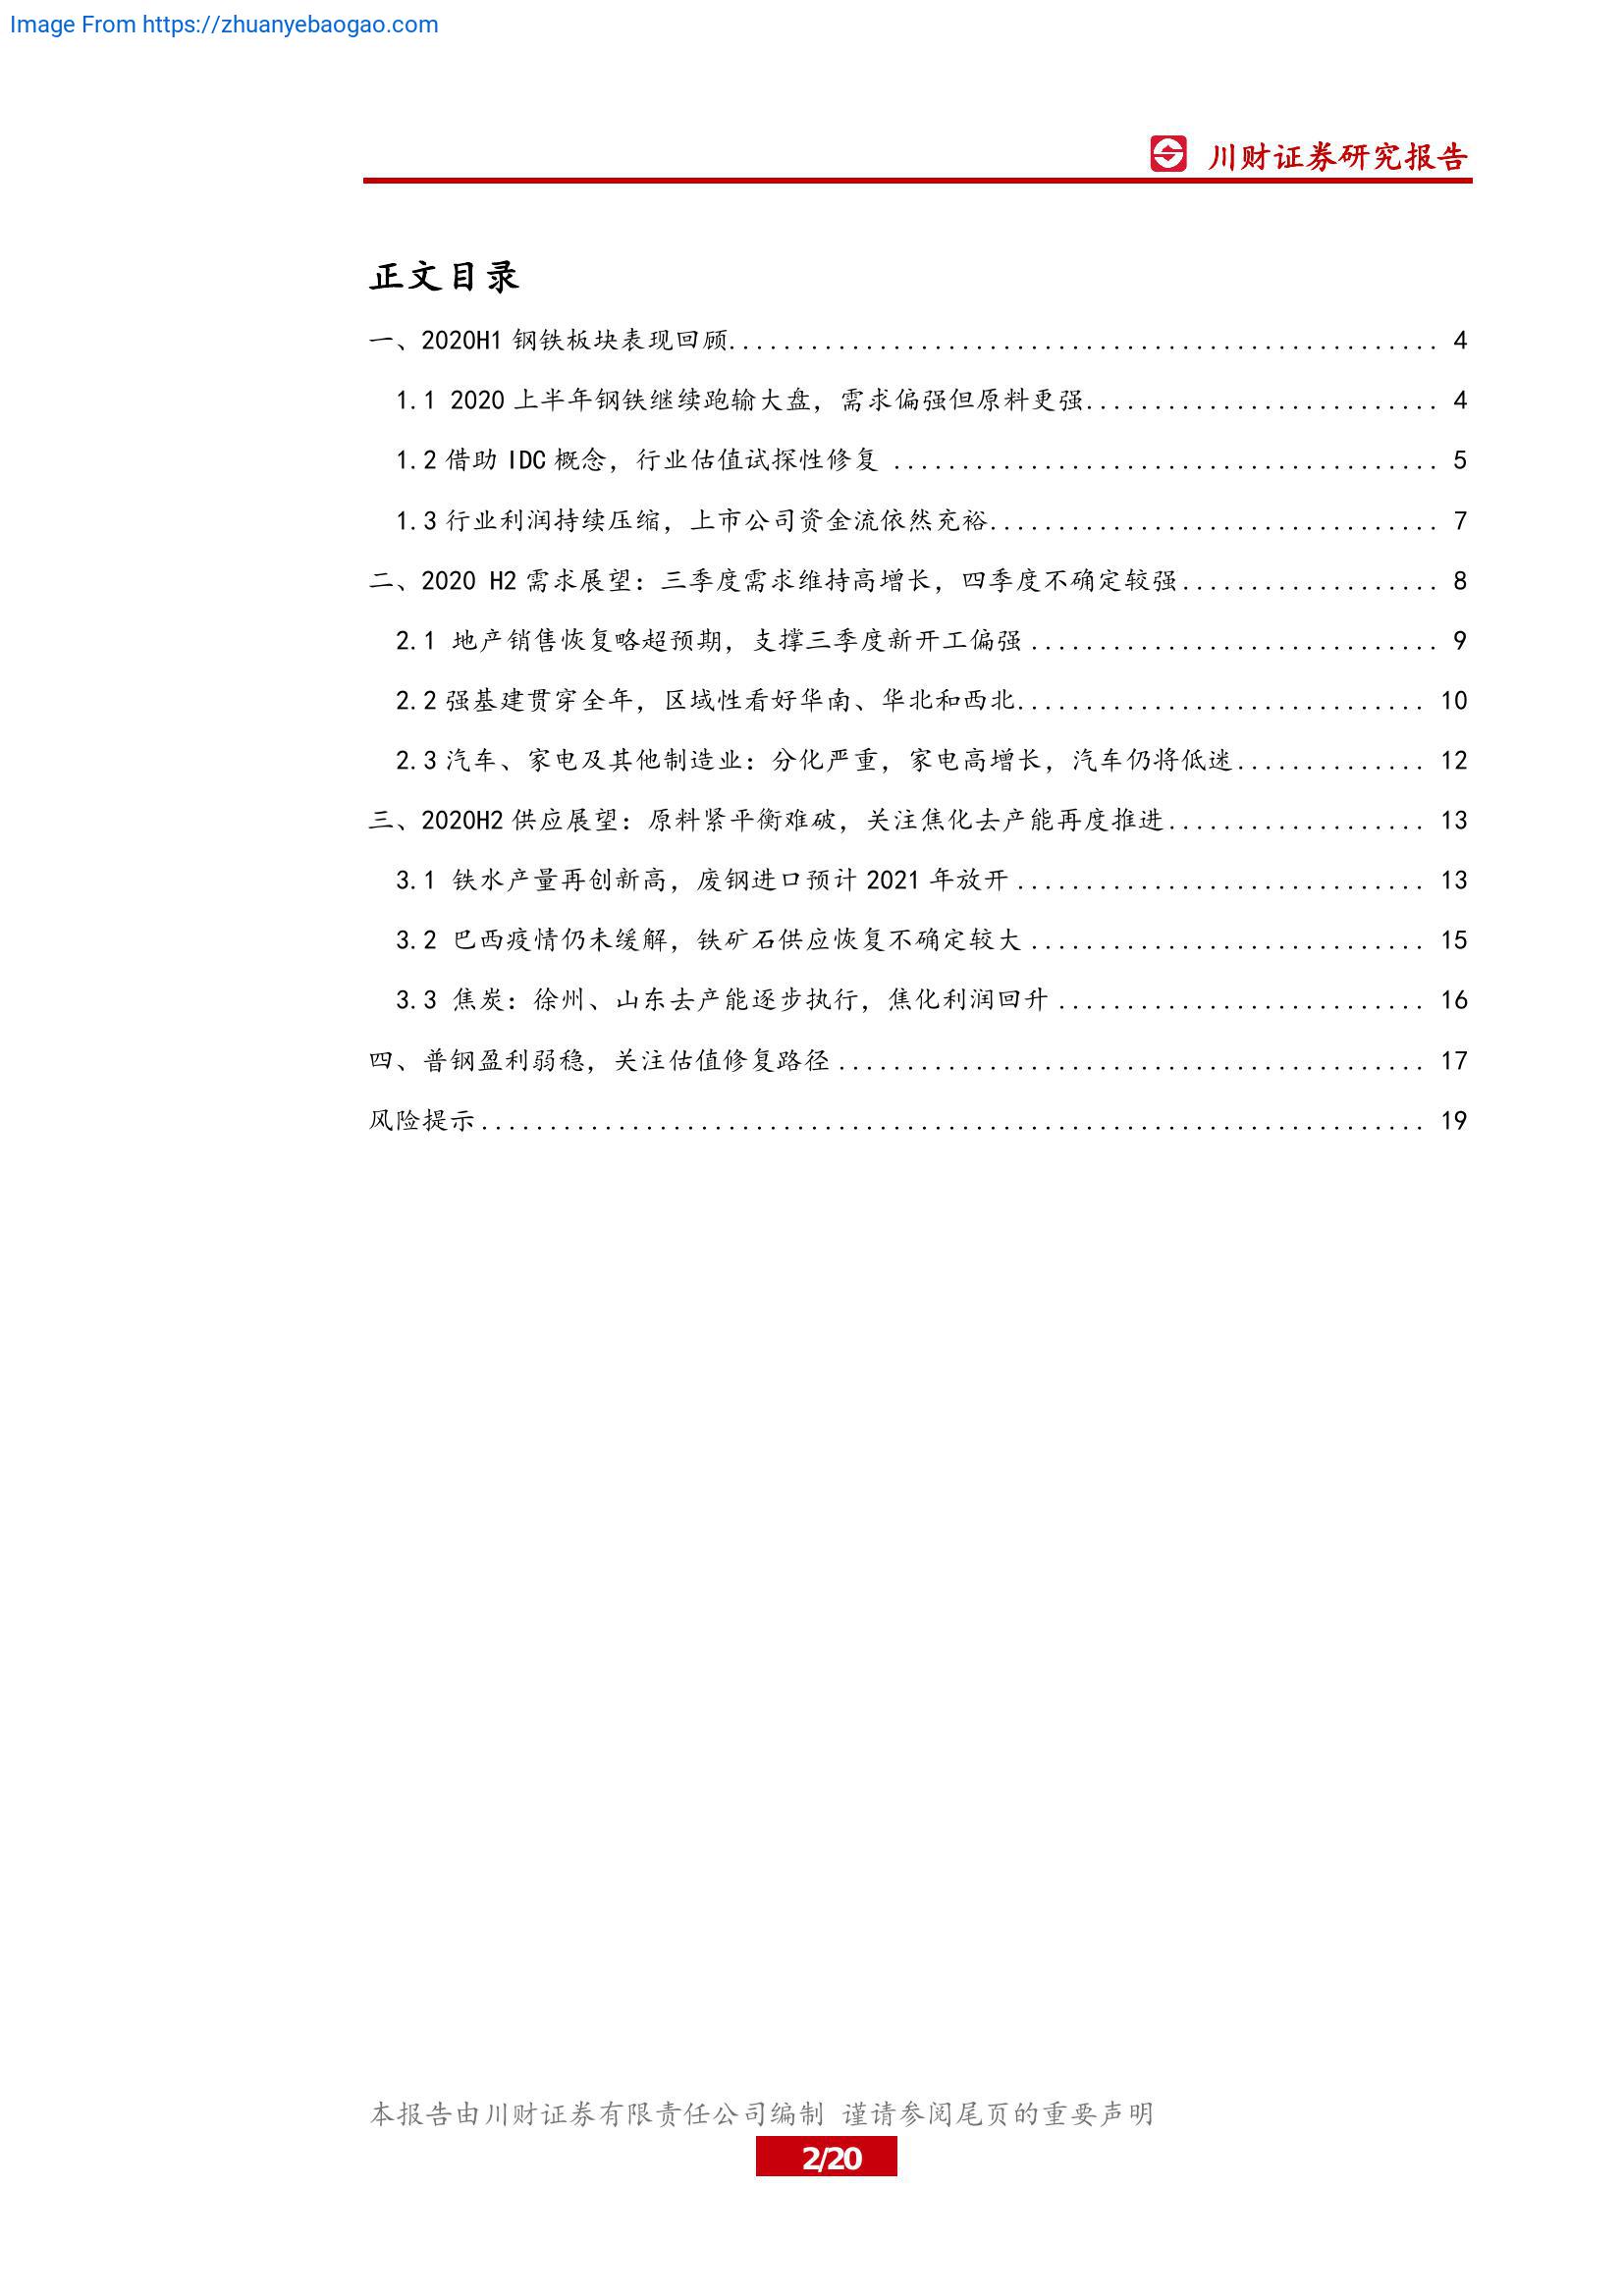 Image From https://zhuanyebaogao.com
川财证券研究报告
正文目录
一、2020H1 钢铁板块表现回顾.................................................... 4
1.1 2020 上半年钢铁继续跑输大盘，需求偏强但原料更强.......................... 4
1.2 借助 IDC 概念，行业估值试探性修复 ........................................ 5
1.3 行业利润持续压缩，上市公司资金流依然充裕................................. 7
二、2020 H2 需求展望：三季度需求维持高增长，四季度不确定较强................... 8
2.1 地产销售恢复略超预期，支撑三季度新开工偏强 .............................. 9
2.2 强基建贯穿全年，区域性看好华南、华北和西北.............................. 10
2.3 汽车、家电及其他制造业：分化严重，家电高增长，汽车仍将低迷.............. 12
三、2020H2 供应展望：原料紧平衡难破，关注焦化去产能再度推进................... 13
3.1 铁水产量再创新高，废钢进口预计 2021 年放开 .............................. 13
3.2 巴西疫情仍未缓解，铁矿石供应恢复不确定较大 ............................. 15
3.3 焦炭：徐州、山东去产能逐步执行，焦化利润回升 ........................... 16
四、普钢盈利弱稳，关注估值修复路径 ........................................... 17
风险提示..................................................................... 19
本报告由川财证券有限责任公司编制 谨请参阅尾页的重要声明
2/20